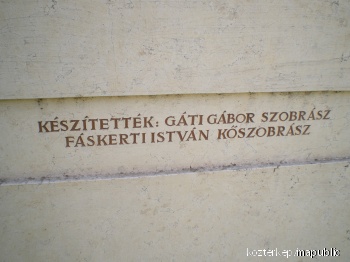 KÉSZÍTETTÉK: GÁTI GÁBOR SZOBRÁSZ
FÁSKERTI ISTVÁN KŐSZOBRÁSZ
kozterkep/mapublic